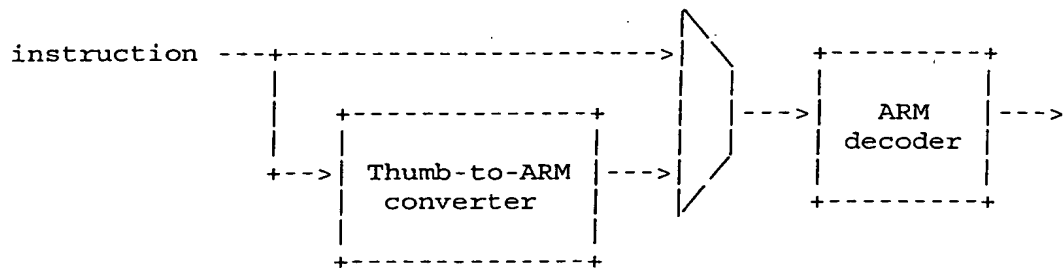 instruction
ARM
decoder
Thumb-to-ARM
converter